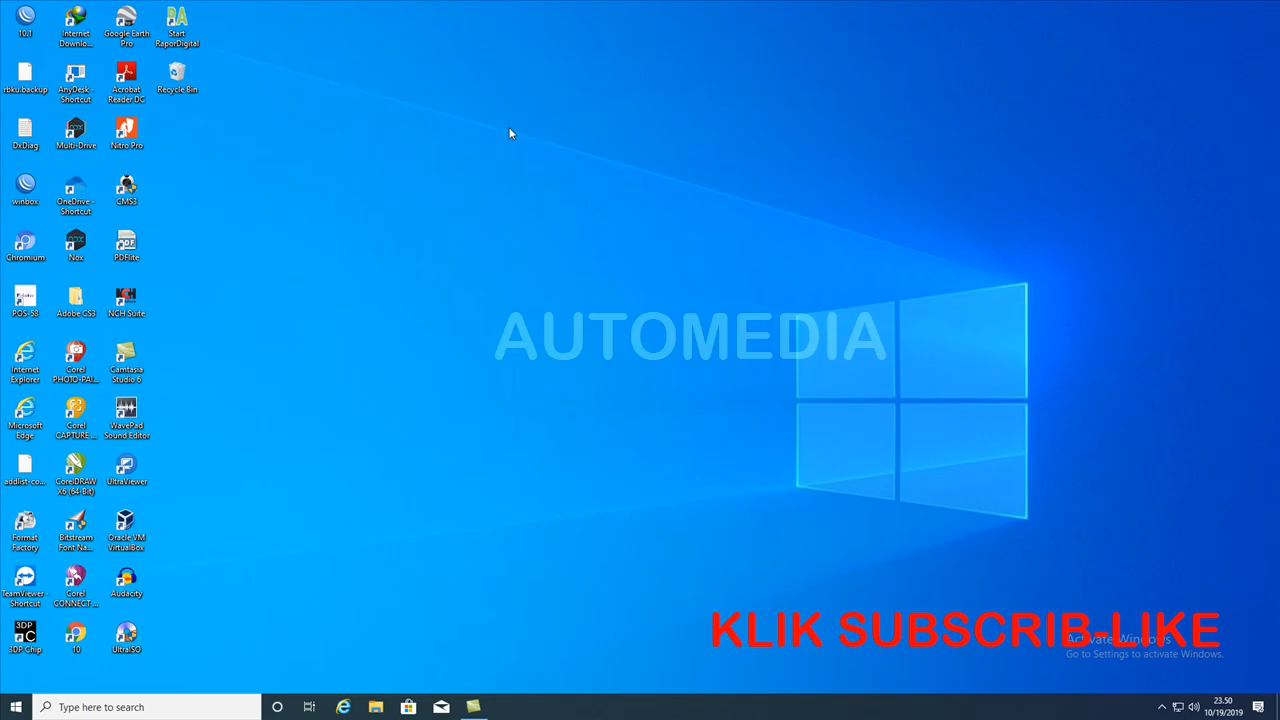 10.1
Internet
Downlo...
Google Earth
Pro
Start
RaporDigital
rbku.backup
AnyDesk -
Shortcut
Acrobat
Reader DC
Recycle Bin
DxDiag
Multi-Drive
Nitro Pro
winbox
OneDrive -
Shortcut
GMS3
Chromium
Nox
PDFlite
POS-58
Adobe CS3
NCH Suite
Internet
Explorer
Corel
PHOTO-PAI...
Camtasia
Studio 6
Microsoft
Edge
Corel
CAPTURE ...
WavePad
Sound Editor
addlist-co...
CorelDRAW
X6 (64-Bit)
UltraViewer
Format
Factory
Bitstream
Font Na...
Oracle VM
VirtualBox
TeamViewer -
Shortcut
Corel
CONNECT ...
Audacity
3DP Chip
10
UltraISO
AUTOMEDIA
KLIK SUBSCRIB-LIKE
Activate Windows
Go to Settings to activate Windows.
Type here to search
23.50
10/19/2019